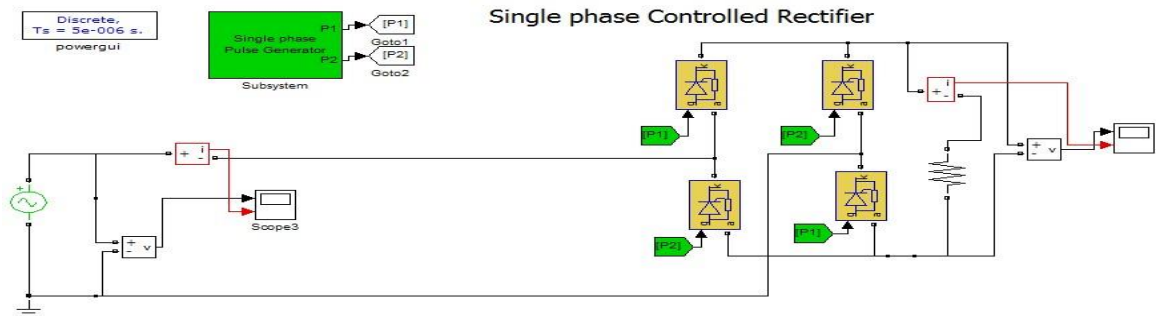 Single phase Controlled Rectifier
Discrete,
Ts = 5e-006 s.
powergui
Single phase
Pulse Generator
P1
P2
Subsystem
[P1]
Goto1
[P2]
Goto2
k
g
a
[P1]
k
g
a
[P2]
+
i
-
+
-
v
+
i
-
Scope3
+
+
-
v
k
g
a
[P2]
k
g
a
[P1]